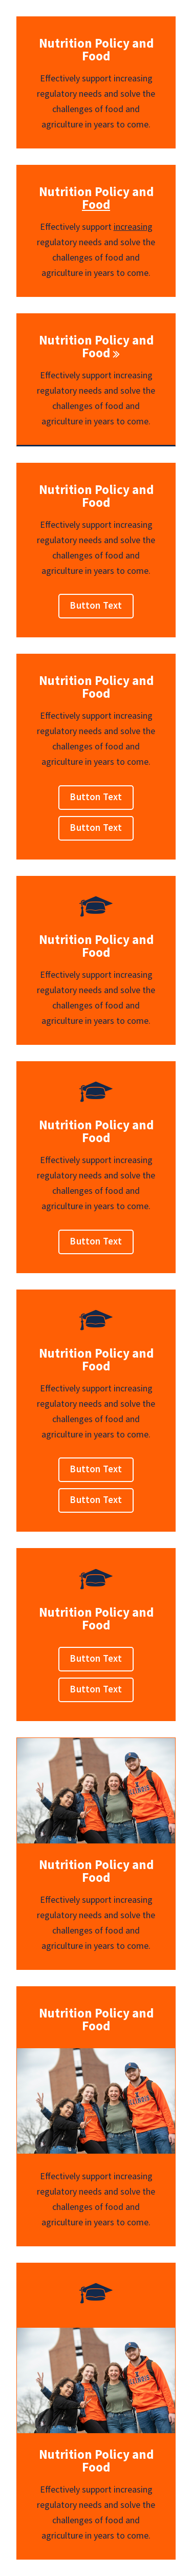 Nutrition Policy and
Food
Effectively support increasing
regulatory needs and solve the
challenges of food and
agriculture in years to come.
Nutrition Policy and
Food
Effectively support increasing
regulatory needs and solve the
challenges of food and
agriculture in years to come.
Nutrition Policy and
Food »
Effectively support increasing
regulatory needs and solve the
challenges of food and
agriculture in years to come.
Nutrition Policy and
Food
Effectively support increasing
regulatory needs and solve the
challenges of food and
agriculture in years to come.
Button Text
Nutrition Policy and
Food
Effectively support increasing
regulatory needs and solve the
challenges of food and
agriculture in years to come.
Button Text
Button Text
Nutrition Policy and
Food
Effectively support increasing
regulatory needs and solve the
challenges of food and
agriculture in years to come.
Nutrition Policy and
Food
Effectively support increasing
regulatory needs and solve the
challenges of food and
agriculture in years to come.
Button Text
Nutrition Policy and
Food
Effectively support increasing
regulatory needs and solve the
challenges of food and
agriculture in years to come.
Button Text
Button Text
Nutrition Policy and
Food
Button Text
Button Text
ILLINOIS
Nutrition Policy and
Food
Effectively support increasing
regulatory needs and solve the
challenges of food and
agriculture in years to come.
Nutrition Policy and
Food
ILLINOIS
Effectively support increasing
regulatory needs and solve the
challenges of food and
agriculture in years to come.
ILLINOIS
Nutrition Policy and
Food
Effectively support increasing
regulatory needs and solve the
challenges of food and
agriculture in years to come.